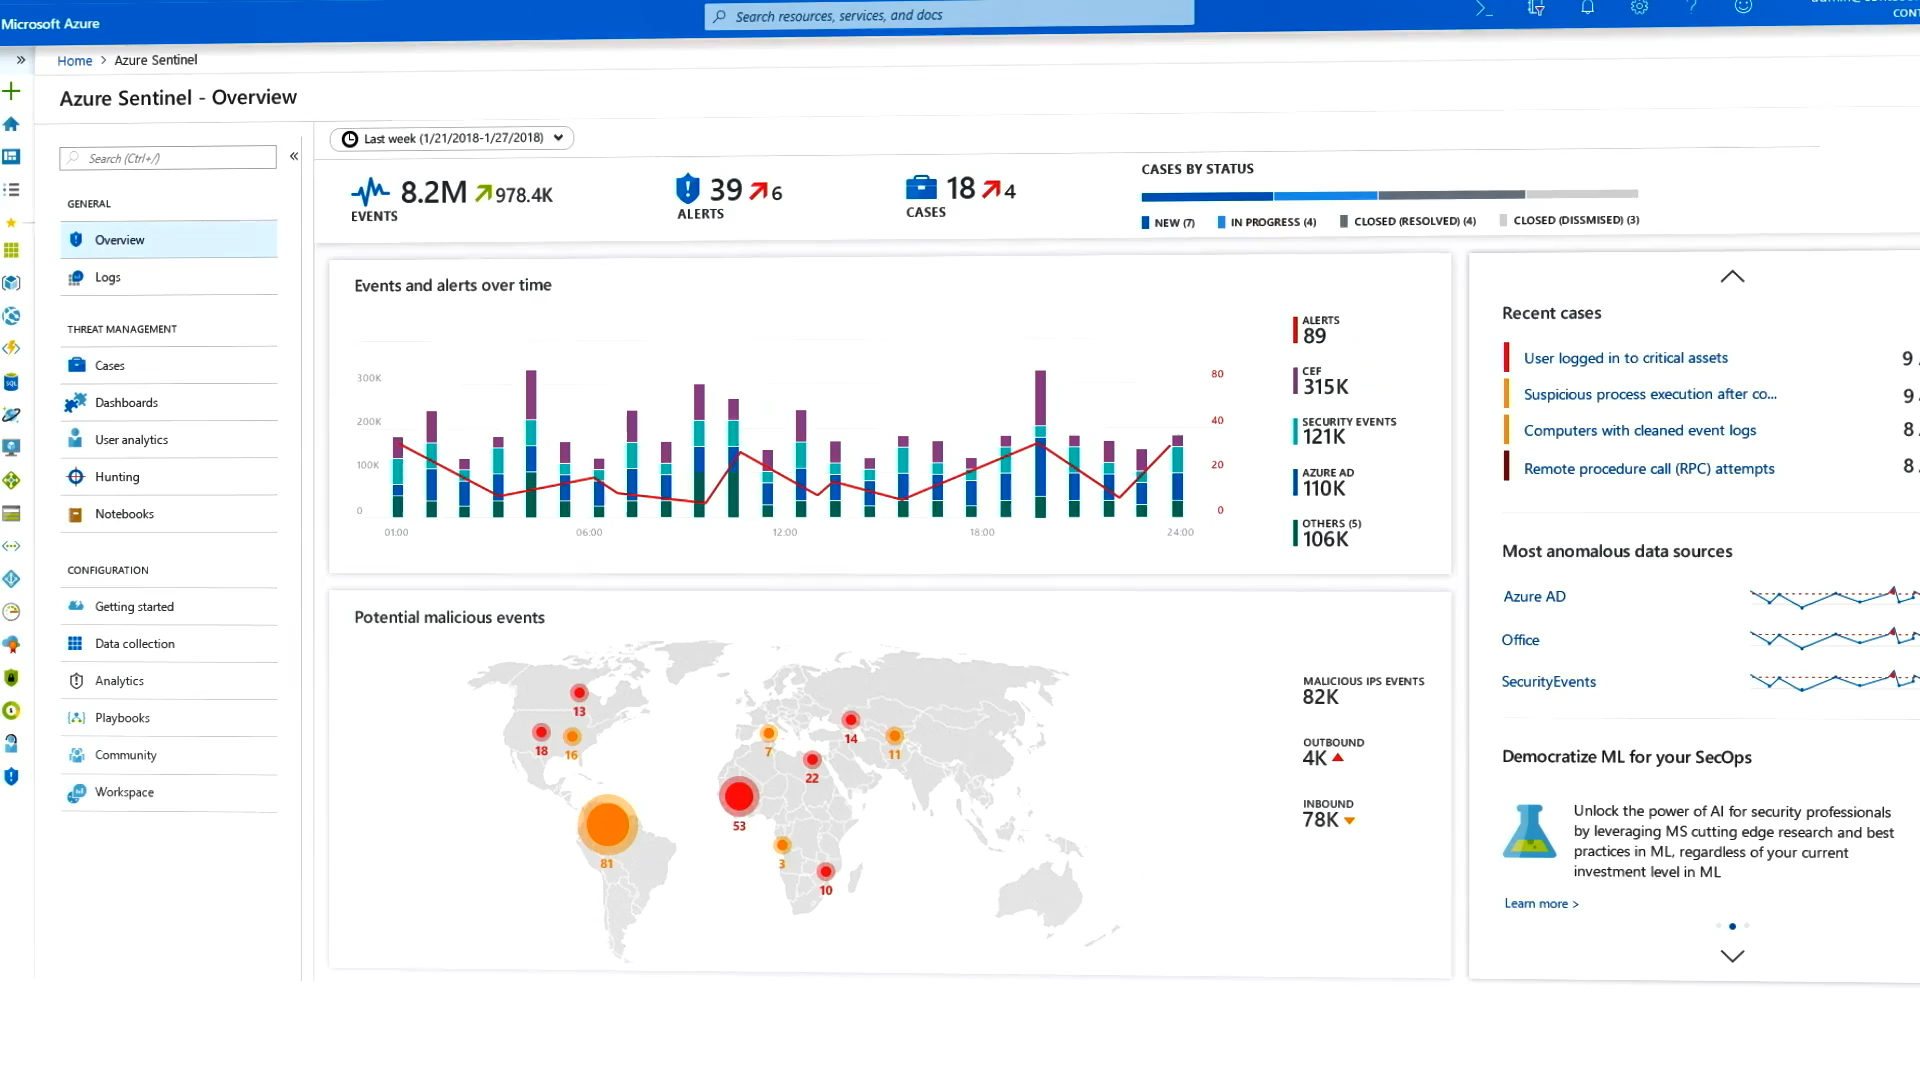 Microsoft Azure
Search resources, services, and docs
CONT
Home > Azure Sentinel
Azure Sentinel - Overview
Search (Ctrl+/)
«
GENERAL
Overview
Logs
THREAT MANAGEMENT
Cases
Dashboards
User analytics
Hunting
Notebooks
CONFIGURATION
Getting started
Data collection
Analytics
Playbooks
Community
Workspace
Last week (1/21/2018-1/27/2018)
8.2M 978.4K
EVENTS
39 6
ALERTS
18 4
CASES
CASES BY STATUS
NEW (7) IN PROGRESS (4) CLOSED (RESOLVED) (4) CLOSED (DISSMISED) (3)
Events and alerts over time
300K
200K
100K
0
01:00 06:00 12:00 18:00 24:00
80
40
20
0
ALERTS
89
CEF
315K
SECURITY EVENTS
121K
AZURE AD
110K
OTHERS (5)
106K
Potential malicious events
13
18
16
7
14
11
22
53
81
3
10
MALICIOUS IPS EVENTS
82K
OUTBOUND
4K
INBOUND
78K
Recent cases
User logged in to critical assets 9
Suspicious process execution after co... 9
Computers with cleaned event logs 8
Remote procedure call (RPC) attempts 8
Most anomalous data sources
Azure AD
Office
SecurityEvents
Democratize ML for your SecOps
Unlock the power of AI for security professionals
by leveraging MS cutting edge research and best
practices in ML, regardless of your current
investment level in ML
Learn more >